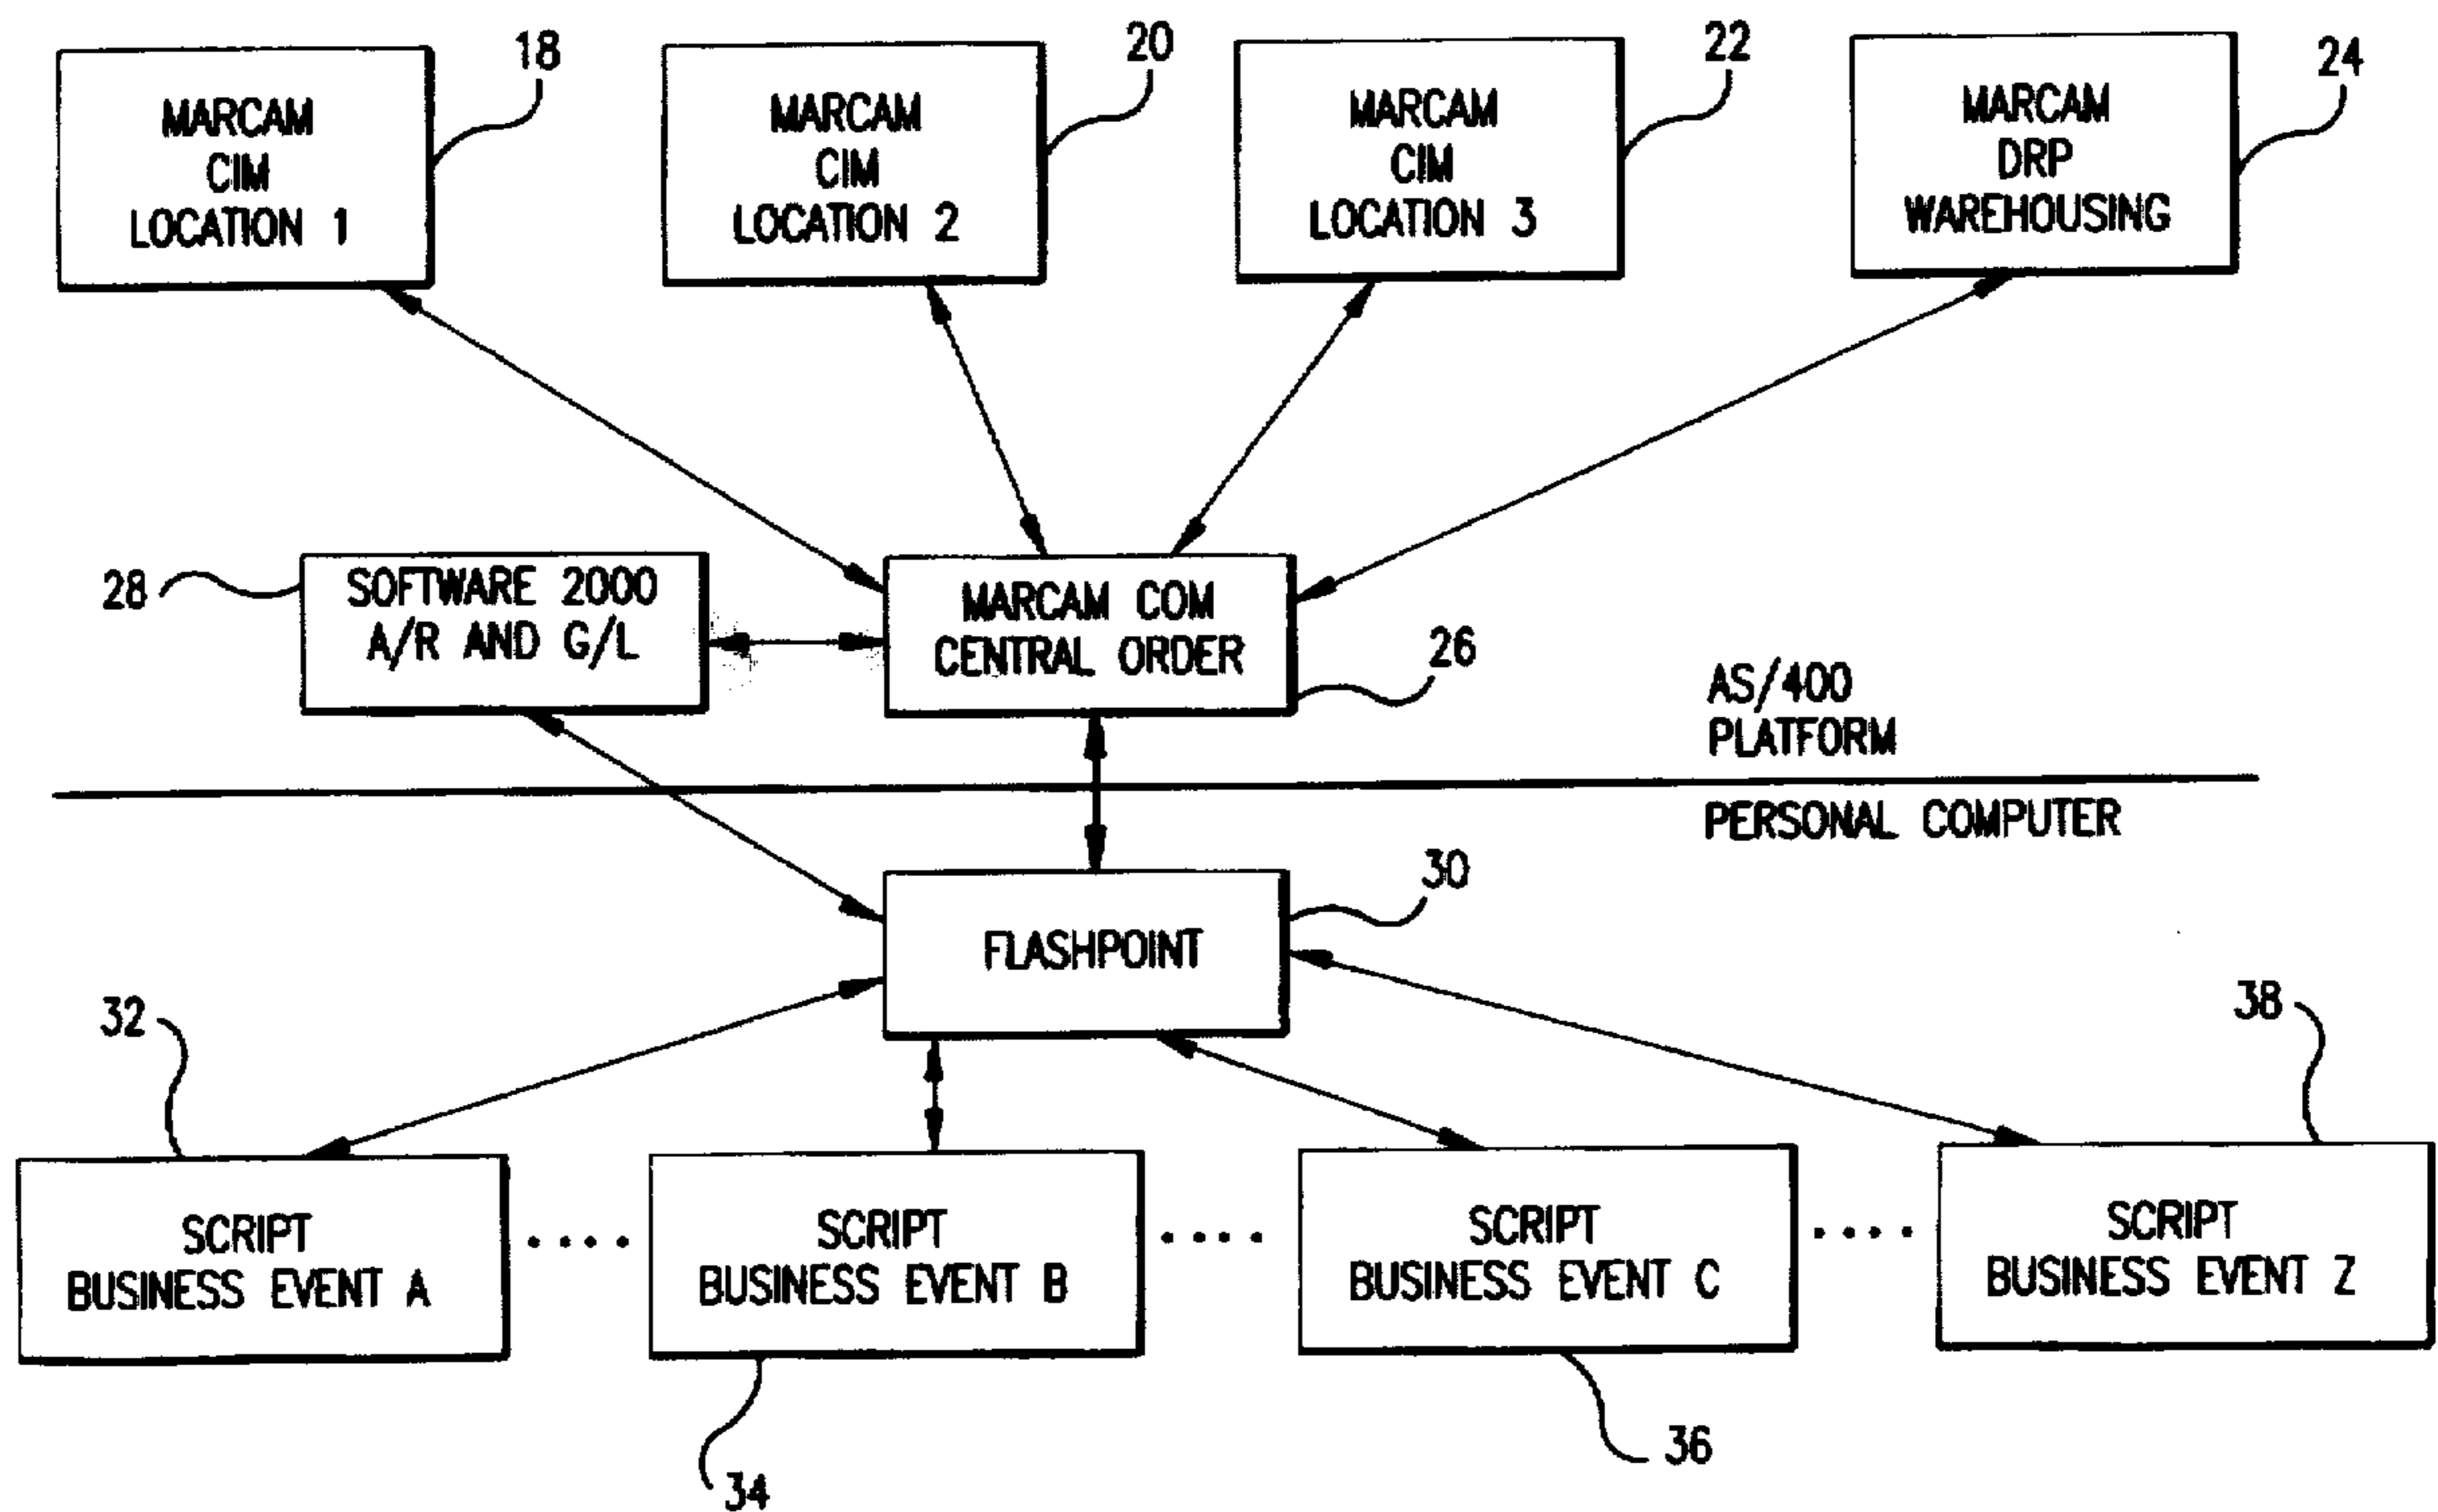 18
20
22
24
MARCAM
CIM
LOCATION 1
MARCAM
CIM
LOCATION 2
MARCAM
CIM
LOCATION 3
MARCAM
DRP
WAREHOUSING
28
SOFTWARE 2000
A/R AND G/L
MARCAM COM
CENTRAL ORDER
26
AS/400
PLATFORM
PERSONAL COMPUTER
30
FLASHPOINT
32
38
SCRIPT
BUSINESS EVENT A
....
SCRIPT
BUSINESS EVENT B
....
SCRIPT
BUSINESS EVENT C
....
SCRIPT
BUSINESS EVENT Z
34
36